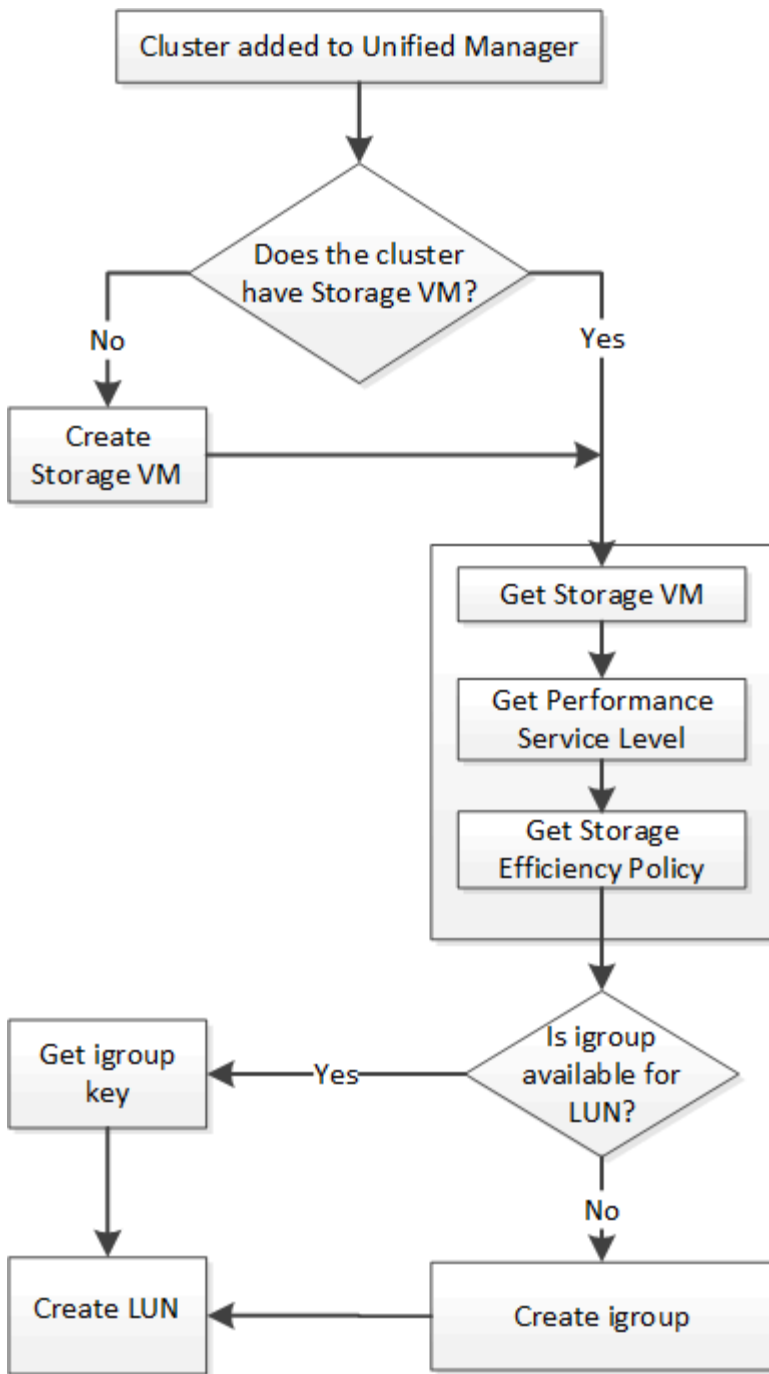 Cluster added to Unified Manager
Does the cluster
have Storage VM?
No
Yes
Create
Storage VM
Get Storage VM
Get Performance
Service Level
Get Storage
Efficiency Policy
Is igroup
available for
LUN?
Yes
Get igroup
key
No
Create LUN
Create igroup